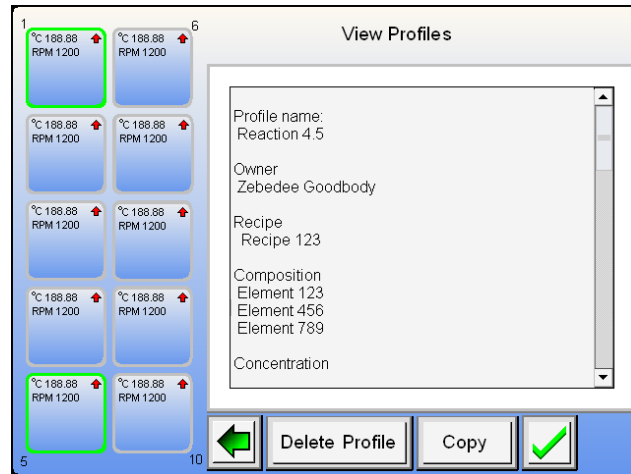 1
6
°C 188.88
RPM 1200
°C 188.88
RPM 1200
°C 188.88
RPM 1200
°C 188.88
RPM 1200
°C 188.88
RPM 1200
°C 188.88
RPM 1200
°C 188.88
RPM 1200
°C 188.88
RPM 1200
°C 188.88
RPM 1200
°C 188.88
RPM 1200
5
10
View Profiles
Profile name:
Reaction 4.5
Owner
Zebedee Goodbody
Recipe
Recipe 123
Composition
Element 123
Element 456
Element 789
Concentration
Delete Profile
Copy